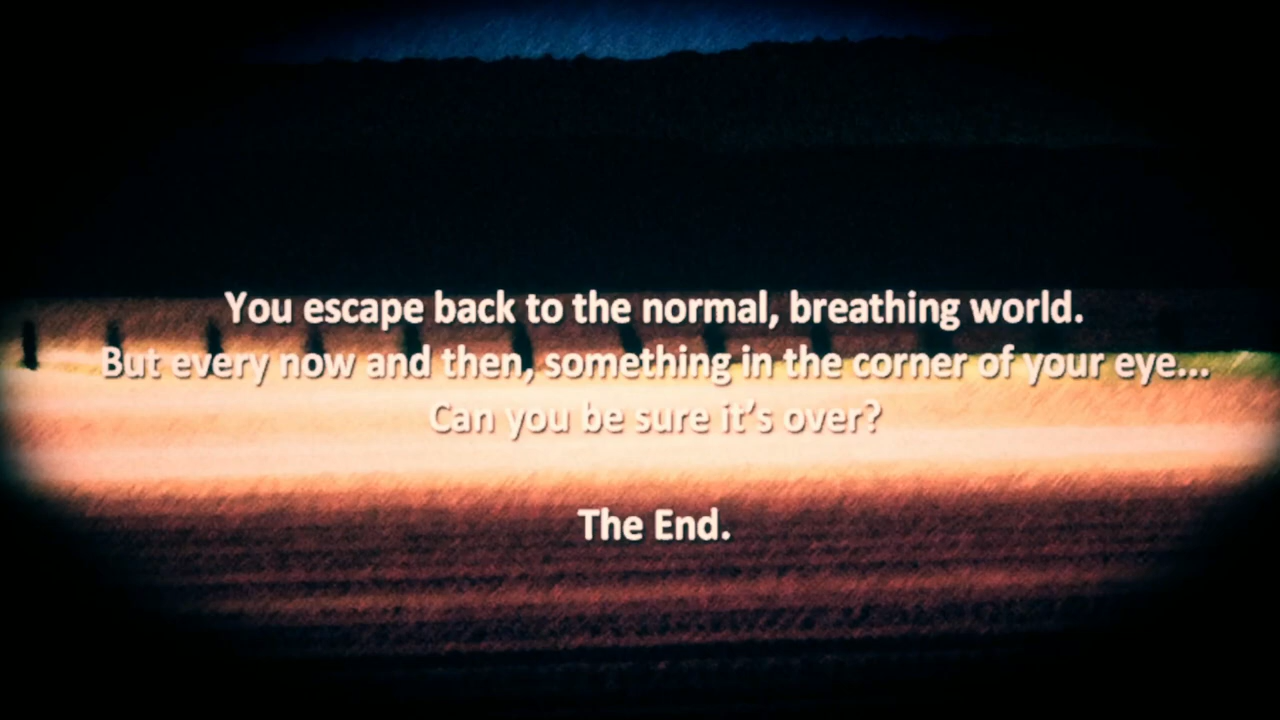 You escape back to the normal, breathing world.
But every now and then, something in the corner of your eye...
Can you be sure it’s over?
The End.